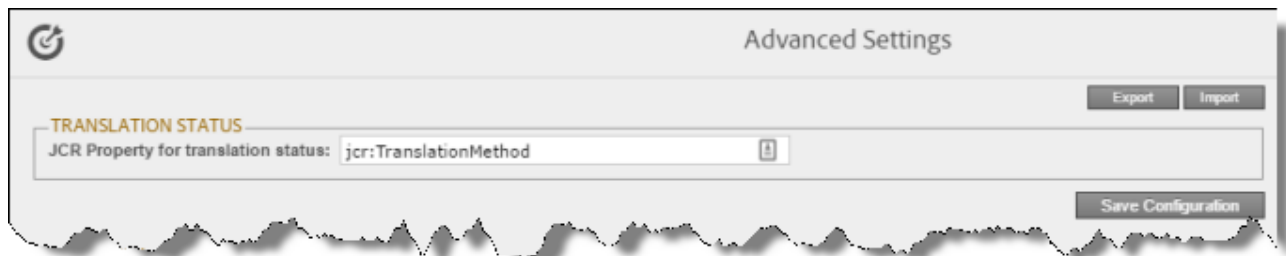 Advanced Settings
Export Import
TRANSLATION STATUS
JCR Property for translation status: jcr:TranslationMethod
Save Configuration